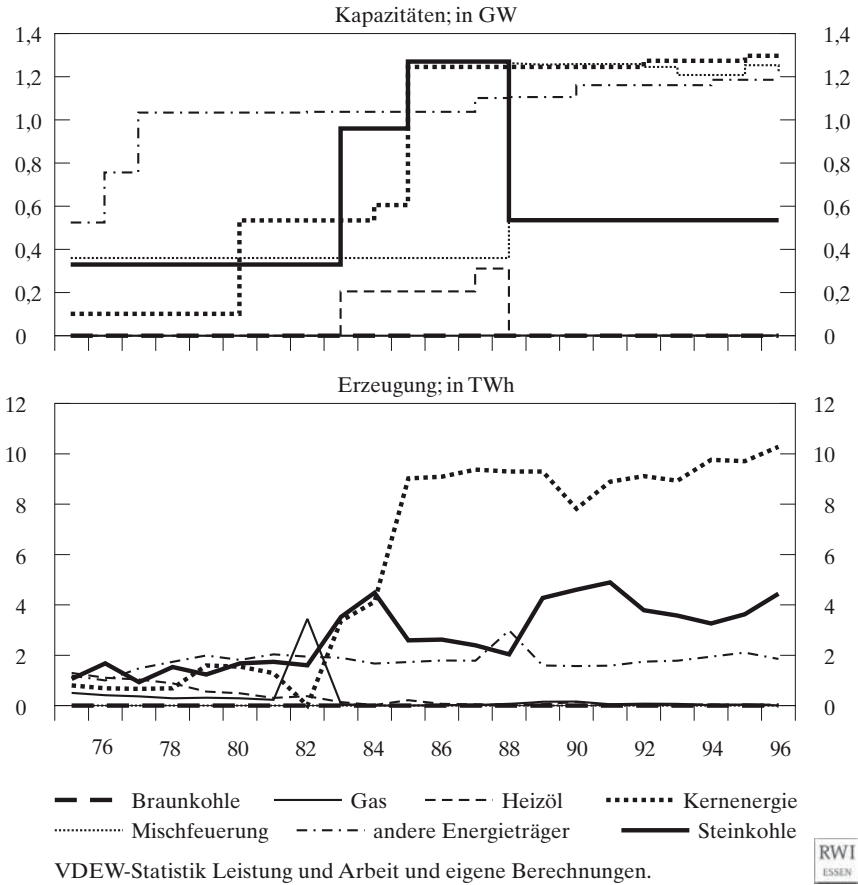 Kapazitäten; in GW
1,4 1,4
1,2 1,2
1,0 1,0
0,8 0,8
0,6 0,6
0,4 0,4
0,2 0,2
0 0
Erzeugung; in TWh
12 12
10 10
8 8
6 6
4 4
2 2
0 0
76 78 80 82 84 86 88 90 92 94 96
Braunkohle Gas Heizöl Kernenergie
Mischfeuerung andere Energieträger Steinkohle
VDEW-Statistik Leistung und Arbeit und eigene Berechnungen.
RWI
ESSEN